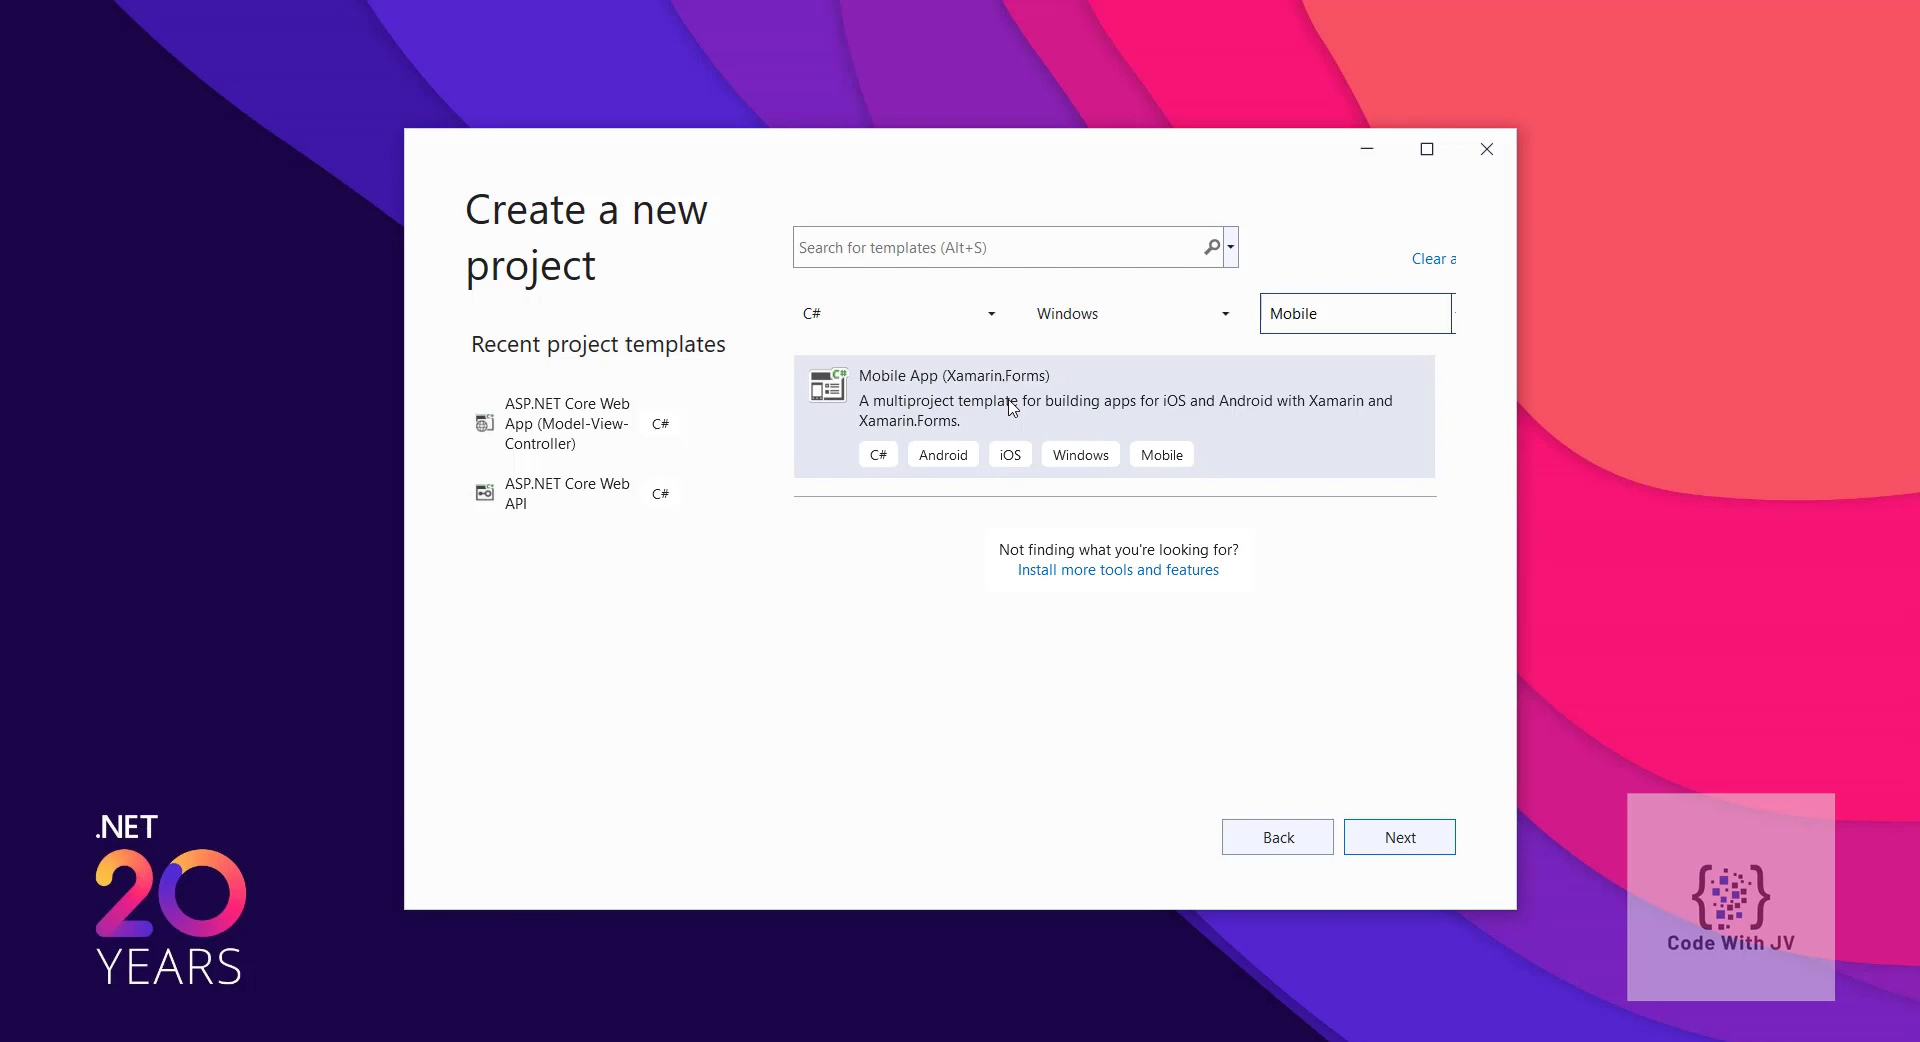 Create a new
project
Search for templates (Alt+S)
Clear a
C#
Windows
Mobile
Recent project templates
ASP.NET Core Web
App (Model-View-
Controller)
C#
ASP.NET Core Web
API
C#
Mobile App (Xamarin.Forms)
A multiproject template for building apps for iOS and Android with Xamarin and
Xamarin.Forms.
C# Android iOS Windows Mobile
Not finding what you're looking for?
Install more tools and features
Back
Next
.NET
20
YEARS
Code With JV